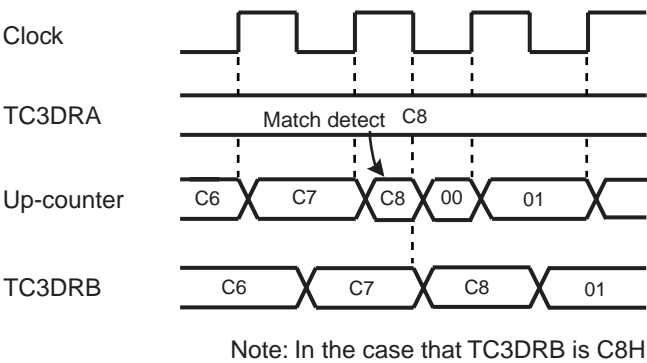 Clock
TC3DRA
Match detect C8
Up-counter C6 C7 C8 00 01
TC3DRB C6 C7 C8 01
Note: In the case that TC3DRB is C8H